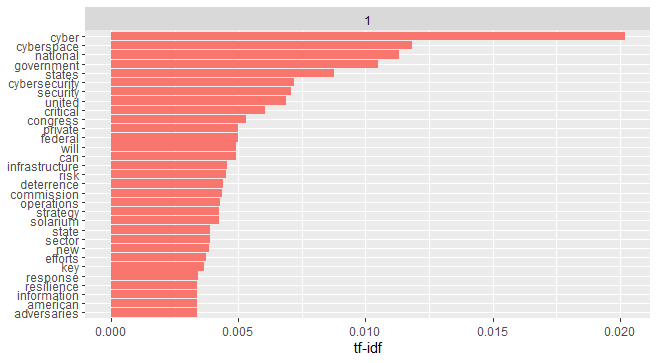 1
cyber
cyberspace
national
government
states
cybersecurity
security
united
critical
congress
private
federal
will
can
infrastructure
risk
deterrence
commission
operations
strategy
solarium
state
sector
new
efforts
key
response
resilience
information
american
adversaries
0.000 0.005 0.010 0.015 0.020
tf-idf